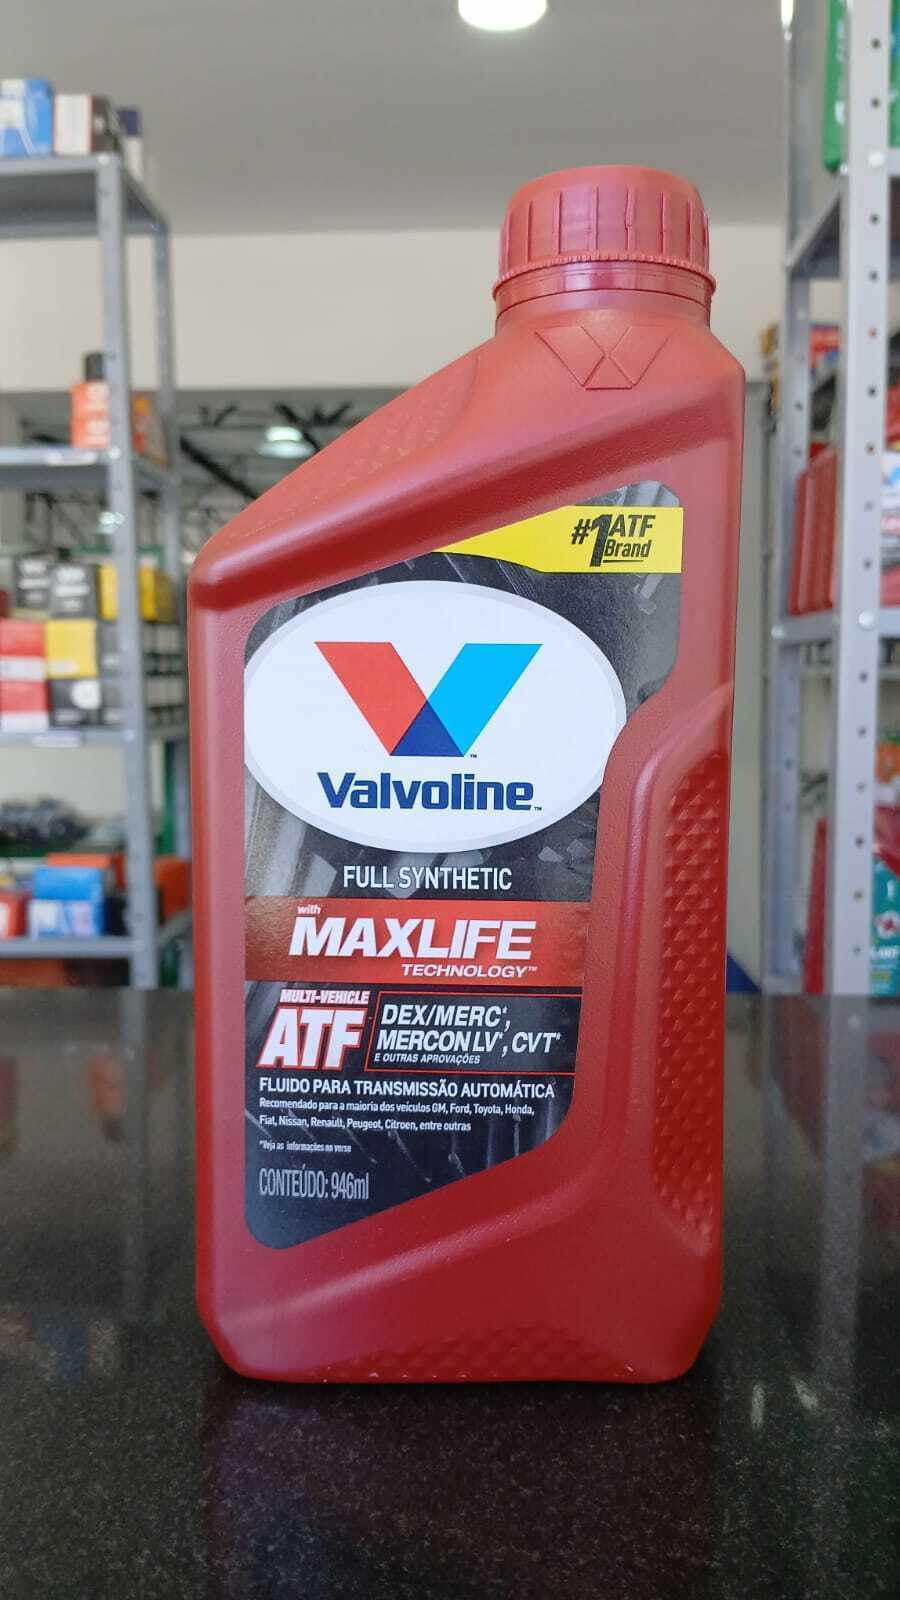 #1 ATF
Brand
Valvoline™
FULL SYNTHETIC
with
MAXLIFE
TECHNOLOGY™
MULTI-VEHICLE
ATF
DEX/MERC*,
MERCON LV*, CVT*
E OUTRAS APROVAÇÕES
FLUIDO PARA TRANSMISSÃO AUTOMÁTICA
Recomendado para a maioria dos veículos GM, Ford, Toyota, Honda,
Fiat, Nissan, Renault, Peugeot, Citroen, entre outras
*Veja as informações no verso
CONTEÚDO: 946ml